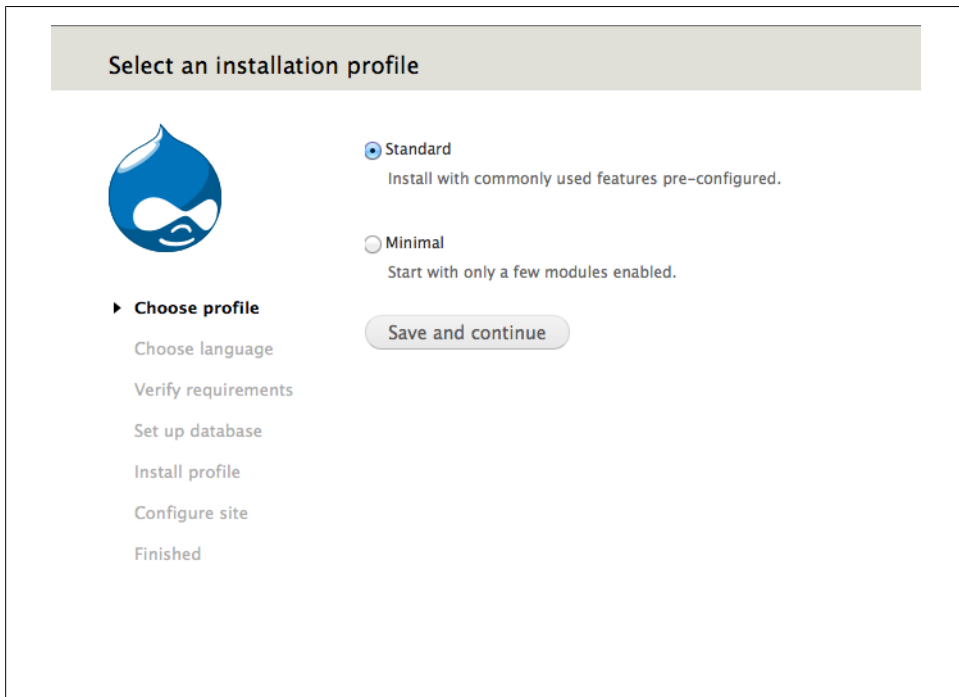 Select an installation profile
Standard
Install with commonly used features pre-configured.
Minimal
Start with only a few modules enabled.
Save and continue
Choose profile
Choose language
Verify requirements
Set up database
Install profile
Configure site
Finished